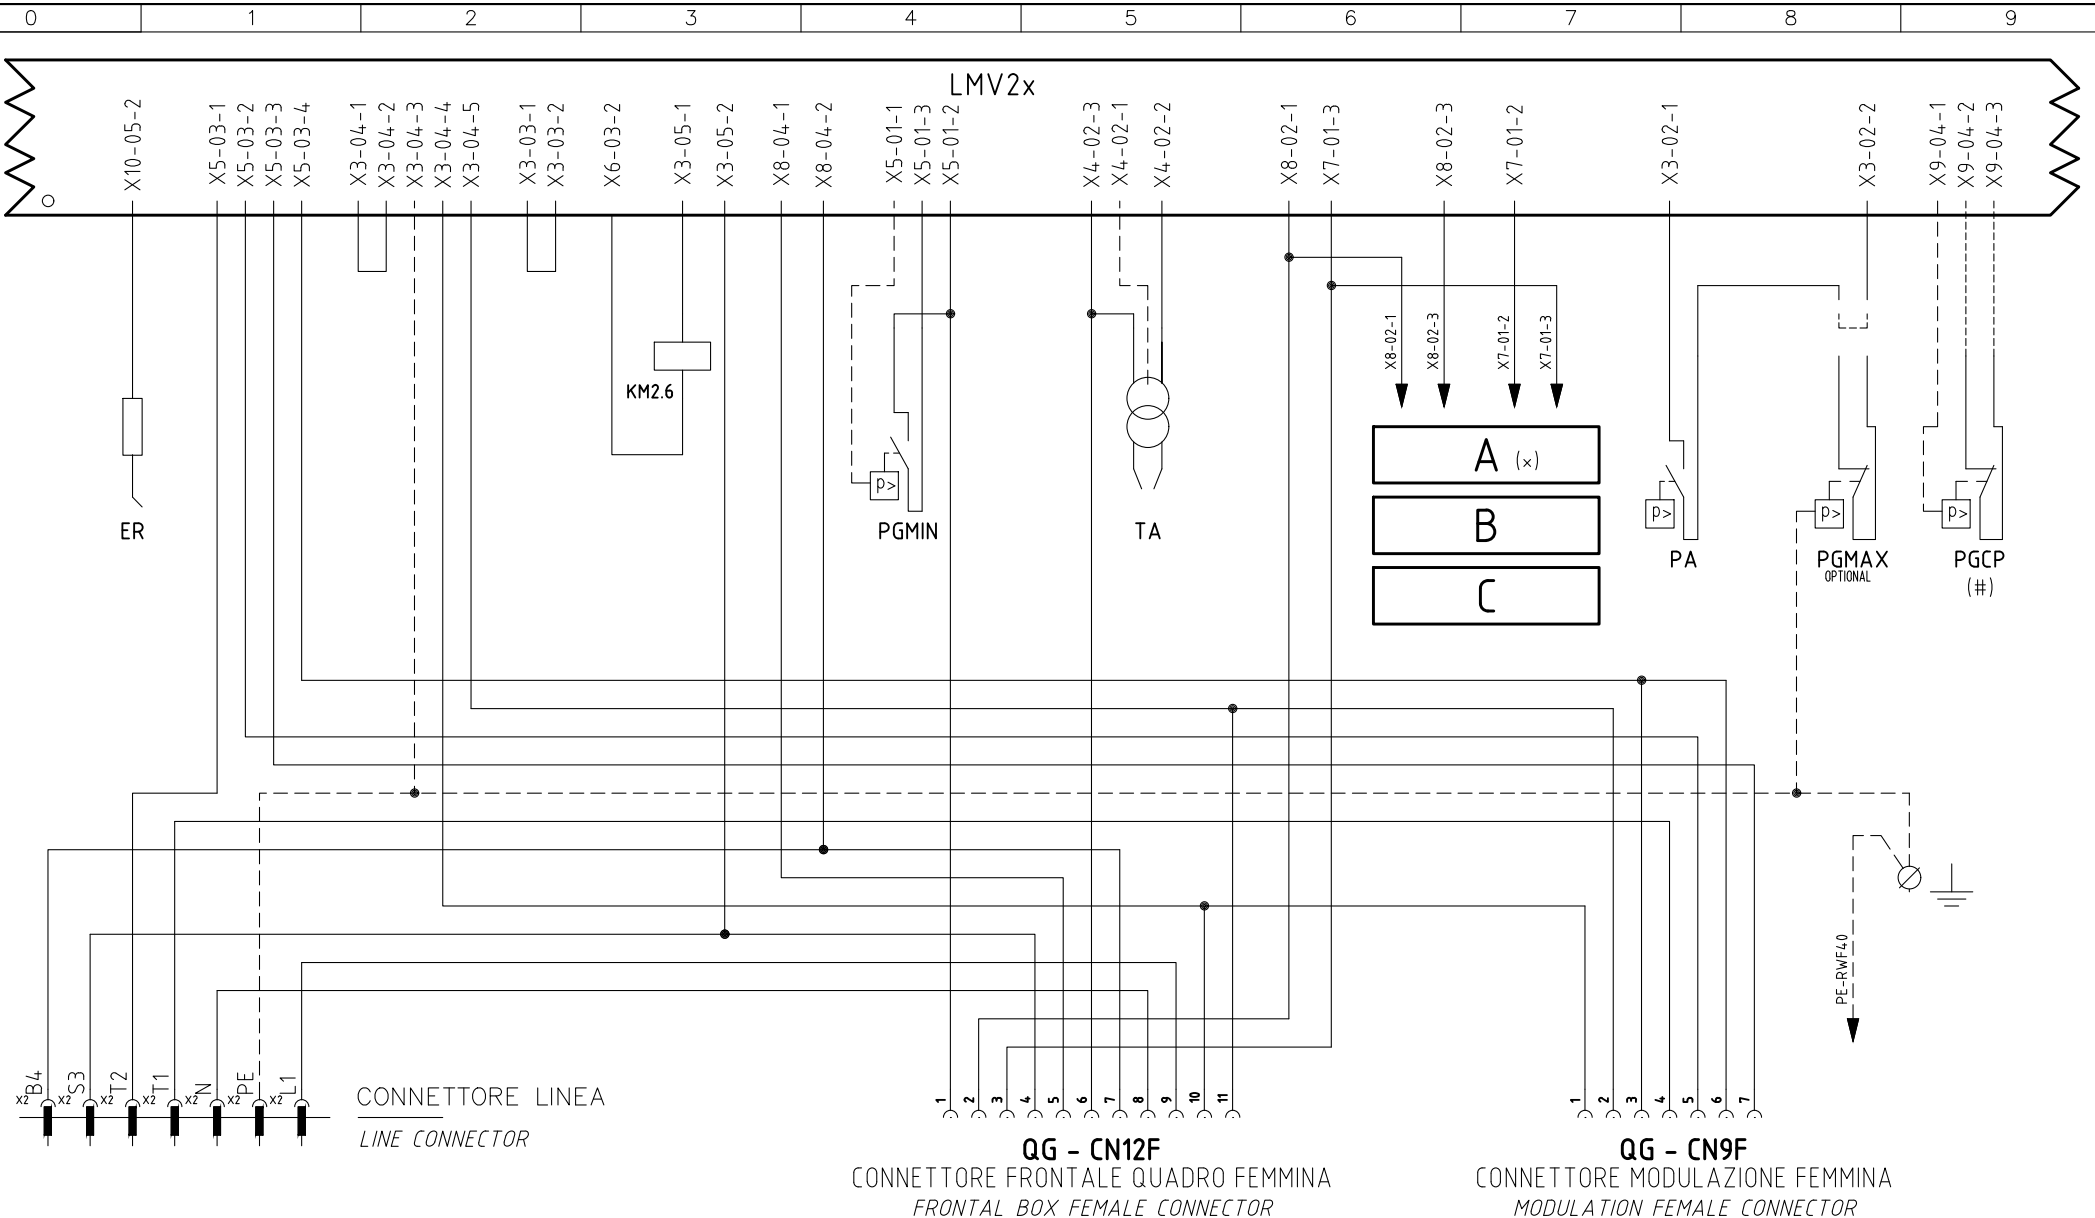 0 1 2 3 4 5 6 7 8 9
LMV2x
X10-05-2 X5-03-1 X5-03-2 X5-03-3 X5-03-4 X3-04-1 X3-04-2 X3-04-3 X3-04-4 X3-04-5 X3-03-1 X3-03-2 X6-03-2 X3-05-1 X3-05-2 X8-04-1 X8-04-2 X5-01-1 X5-01-3 X5-01-2 X4-02-3 X4-02-1 X4-02-2 X8-02-1 X7-01-3 X8-02-3 X7-01-2 X3-02-1 X3-02-2 X9-04-1 X9-04-2 X9-04-3
X8-02-1 X8-02-3 X7-01-2 X7-01-3
KM2.6
A (x)
B
C
P> P> P> P>
ER PGMIN TA PA PGMAX PGCP
OPTIONAL (#)
PE-RWF40
B4 S3 T2 T1 N PE L1
x2 x2 x2 x2 x2 x2 x2
1 2 3 4 5 6 7 8 9 10 11
1 2 3 4 5 6 7
CONNETTORE LINEA
LINE CONNECTOR
QG - CN12F
CONNETTORE FRONTALE QUADRO FEMMINA
FRONTAL BOX FEMALE CONNECTOR
QG - CN9F
CONNETTORE MODULAZIONE FEMMINA
MODULATION FEMALE CONNECTOR